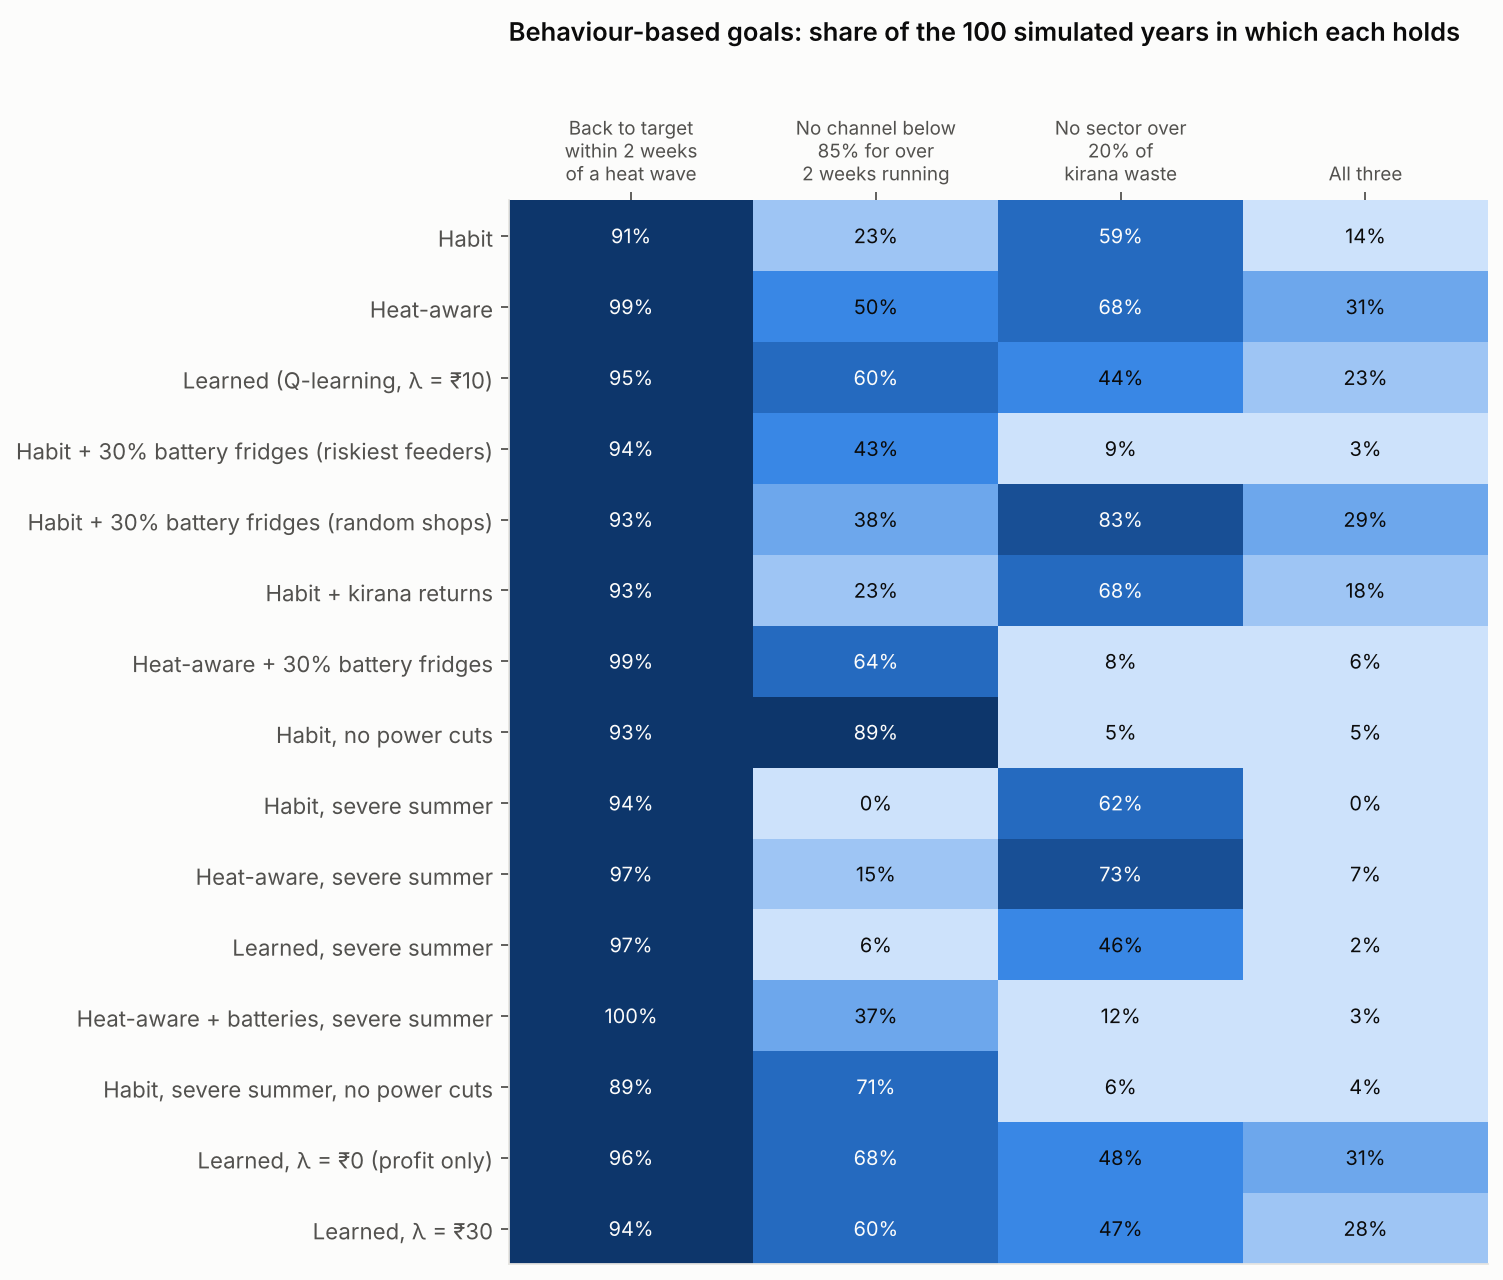 Behaviour-based goals: share of the 100 simulated years in which each holds
Back to target
within 2 weeks
of a heat wave
No channel below
85% for over
2 weeks running
No sector over
20% of
kirana waste
All three
Habit 91% 23% 59% 14%
Heat-aware 99% 50% 68% 31%
Learned (Q-learning, λ = ₹10) 95% 60% 44% 23%
Habit + 30% battery fridges (riskiest feeders) 94% 43% 9% 3%
Habit + 30% battery fridges (random shops) 93% 38% 83% 29%
Habit + kirana returns 93% 23% 68% 18%
Heat-aware + 30% battery fridges 99% 64% 8% 6%
Habit, no power cuts 93% 89% 5% 5%
Habit, severe summer 94% 0% 62% 0%
Heat-aware, severe summer 97% 15% 73% 7%
Learned, severe summer 97% 6% 46% 2%
Heat-aware + batteries, severe summer 100% 37% 12% 3%
Habit, severe summer, no power cuts 89% 71% 6% 4%
Learned, λ = ₹0 (profit only) 96% 68% 48% 31%
Learned, λ = ₹30 94% 60% 47% 28%